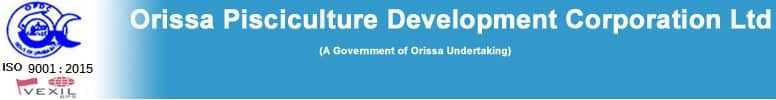 OPDC
Orissa Pisciculture Development Corporation Ltd
(A Government of Orissa Undertaking)
ISO 9001 : 2015
VEXIL